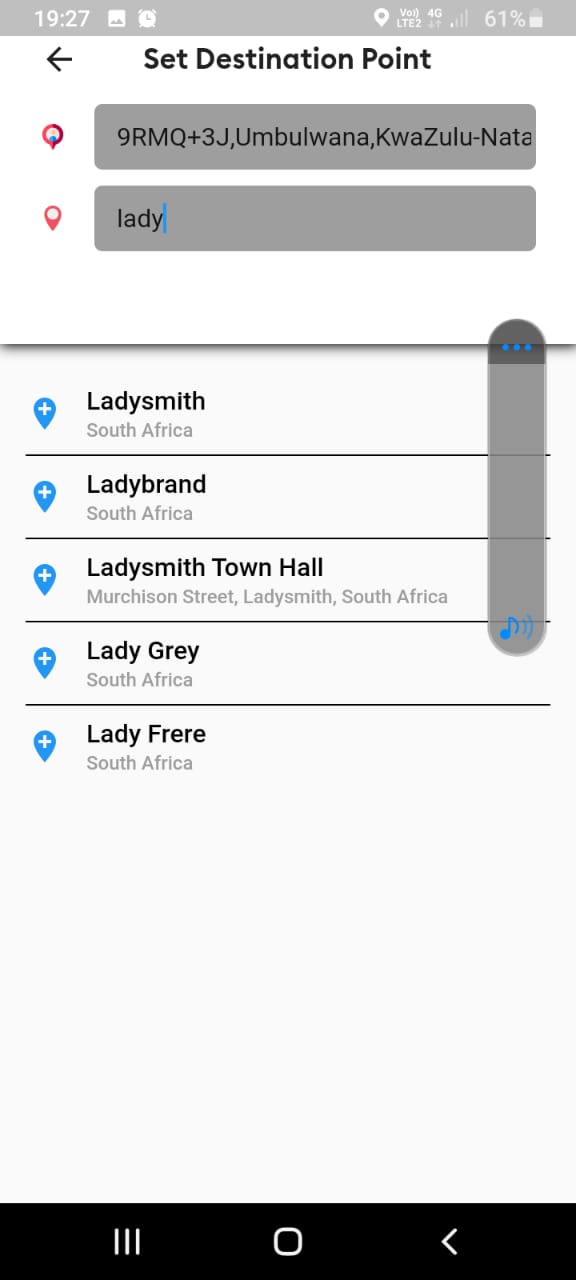 19:27
Vo)) 4G
LTE2
61%
Set Destination Point
9RMQ+3J,Umbulwana,KwaZulu-Nata
lady
Ladysmith
South Africa
Ladybrand
South Africa
Ladysmith Town Hall
Murchison Street, Ladysmith, South Africa
Lady Grey
South Africa
Lady Frere
South Africa